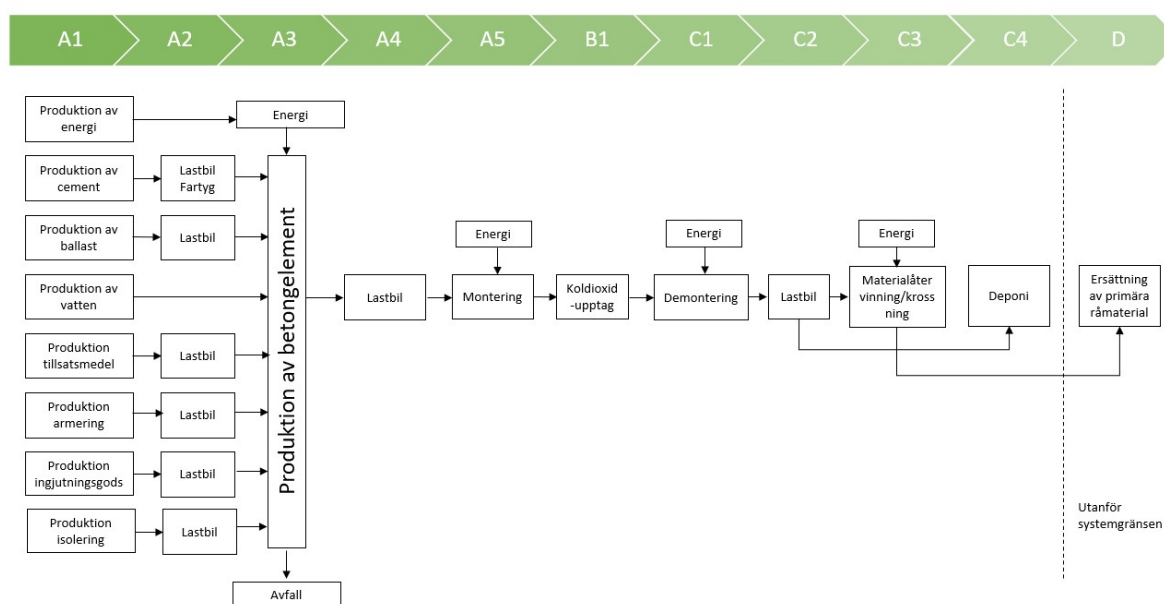 A1 A2 A3 A4 A5 B1 C1 C2 C3 C4 D
Produktion av
energi
Energi
Produktion av
cement
Lastbil
Fartyg
Produktion av
ballast
Lastbil
Produktion av
vatten
Produktion
tillsatsmedel
Lastbil
Produktion
armering
Lastbil
Produktion
ingjutningsgods
Lastbil
Produktion
isolering
Lastbil
Produktion av betongelement
Avfall
Lastbil
Energi
Montering
Koldioxid
-upptag
Energi
Demontering
Lastbil
Energi
Materialåter
vinning/kross
ning
Deponi
Ersättning
av primära
råmaterial
Utanför
systemgränsen